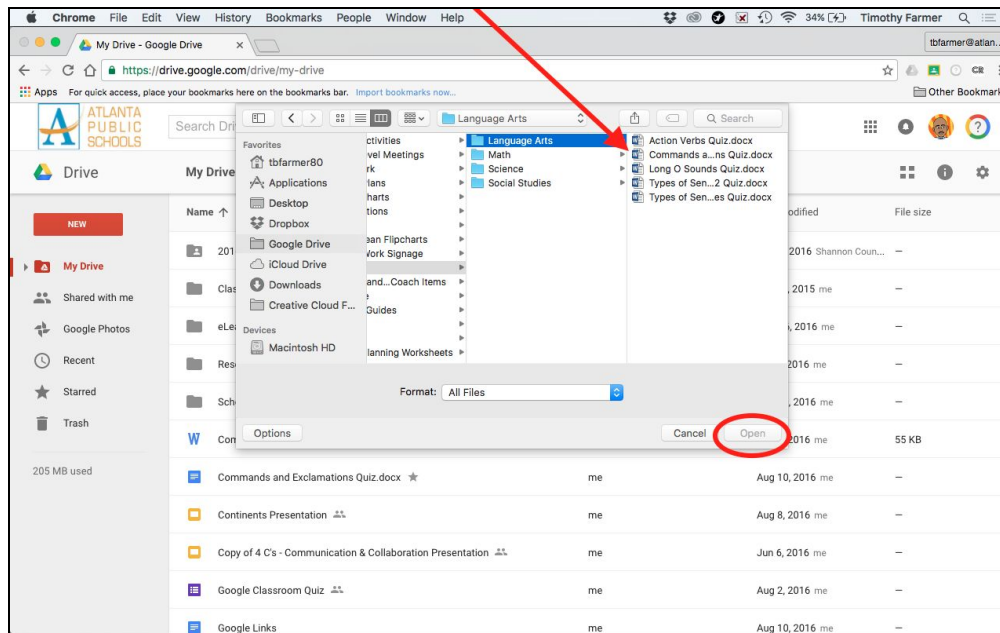 Chrome File Edit View History Bookmarks People Window Help 34% Timothy Farmer
My Drive - Google Drive × tbfarmer@atlan...
https://drive.google.com/drive/my-drive
Apps For quick access, place your bookmarks here on the bookmarks bar. Import bookmarks now... Other Bookmark
ATLANTA
PUBLIC
SCHOOLS
Search Dri
Language Arts
Search
Favorites
tbfarmer80
Applications
Desktop
Dropbox
Google Drive
iCloud Drive
Downloads
Creative Cloud F...
Devices
Macintosh HD
ctivities
vel Meetings
rk
lans
harts
tions
ean Flipcharts
Work Signage
and...Coach Items
Guides
lanning Worksheets
Language Arts
Math
Science
Social Studies
Action Verbs Quiz.docx
Commands a...ns Quiz.docx
Long O Sounds Quiz.docx
Types of Sen...2 Quiz.docx
Types of Sen...es Quiz.docx
Format: All Files
Options Cancel Open
Drive My Drive
NEW
My Drive
Shared with me
Google Photos
Recent
Starred
Trash
205 MB used
Name ↑ odified File size
201 2016 Shannon Coun... –
Clas , 2015 me –
eLea , 2016 me –
Res 2016 me –
Sch , 2016 me –
Com 2016 me 55 KB
Commands and Exclamations Quiz.docx ★ me Aug 10, 2016 me –
Continents Presentation me Aug 8, 2016 me –
Copy of 4 C's - Communication & Collaboration Presentation me Jun 6, 2016 me –
Google Classroom Quiz me Aug 2, 2016 me –
Google Links me Aug 10, 2016 me –